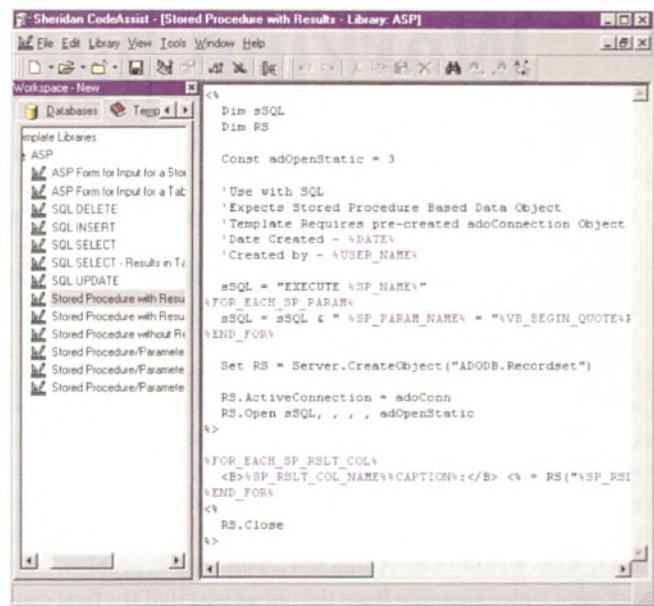 Sheridan CodeAssist - [Stored Procedure with Results - Library: ASP]
File Edit Library View Tools Window Help
Workspace - New
Databases Temp
mplate Libraries
ASP
ASP Form for Input for a Stor
ASP Form for Input for a Tab
SQL DELETE
SQL INSERT
SQL SELECT
SQL SELECT - Results in Ta
SQL UPDATE
Stored Procedure with Resu
Stored Procedure with Resu
Stored Procedure without Re
Stored Procedure/Paramete
Stored Procedure/Paramete
Stored Procedure/Paramete
<%
Dim sSQL
Dim RS
Const adOpenStatic = 3
'Use with SQL
'Expects Stored Procedure Based Data Object
'Template Requires pre-created adoConnection Object
'Date Created - %DATE%
'Created by - %USER_NAME%
sSQL = "EXECUTE %SP_NAME%"
%FOR_EACH_SP_PARAM%
sSQL = sSQL & " %SP_PARAM_NAME% = "%VB_BEGIN_QUOTE%
%END_FOR%
Set RS = Server.CreateObject("ADODB.Recordset")
RS.ActiveConnection = adoConn
RS.Open sSQL, , , , adOpenStatic
%>
%FOR_EACH_SP_RSLT_COL%
<B>%SP_RSLT_COL_NAME%%CAPTION%:</B> <% = RS("%SP_RSL
%END_FOR%
<%
RS.Close
%>